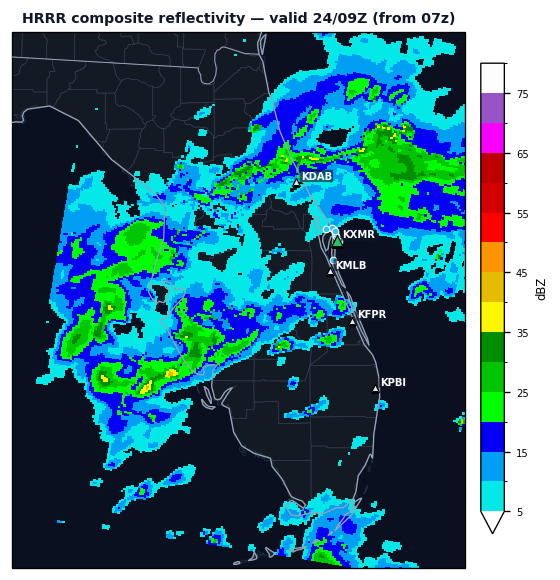 HRRR composite reflectivity — valid 24/09Z (from 07z)
KDAB
KXMR
KMLB
KFPR
KPBI
75
65
55
45
35
25
15
5
dBZ